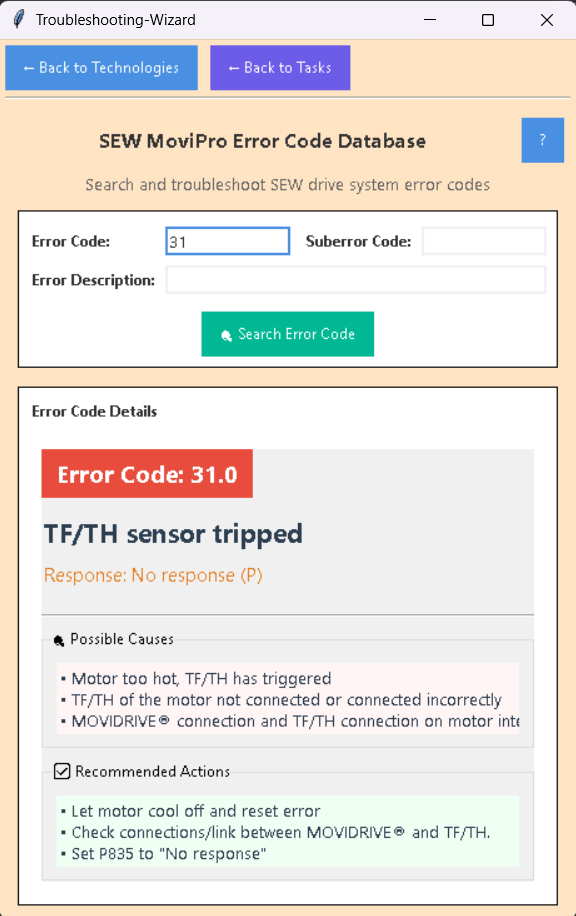 Troubleshooting-Wizard
← Back to Technologies ← Back to Tasks
SEW MoviPro Error Code Database ?
Search and troubleshoot SEW drive system error codes
Error Code: 31 Suberror Code:
Error Description:
Search Error Code
Error Code Details
Error Code: 31.0
TF/TH sensor tripped
Response: No response (P)
Possible Causes
• Motor too hot, TF/TH has triggered
• TF/TH of the motor not connected or connected incorrectly
• MOVIDRIVE® connection and TF/TH connection on motor inte
Recommended Actions
• Let motor cool off and reset error
• Check connections/link between MOVIDRIVE® and TF/TH.
• Set P835 to "No response"